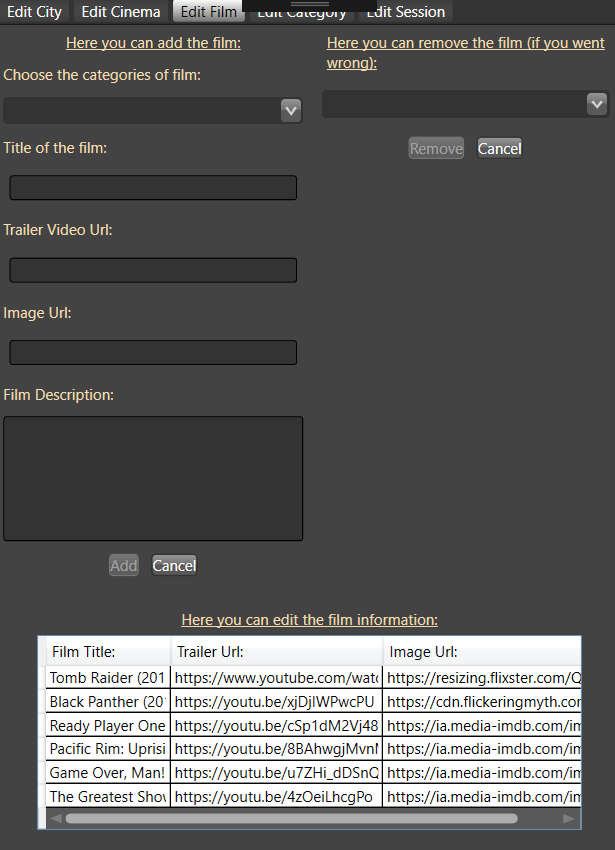 Edit City Edit Cinema Edit Film Edit Category Edit Session
Here you can add the film:
Choose the categories of film:
Title of the film:
Trailer Video Url:
Image Url:
Film Description:
Add Cancel
Here you can remove the film (if you went
wrong):
Remove Cancel
Here you can edit the film information:
Film Title: Trailer Url: Image Url:
Tomb Raider (201 https://www.youtube.com/watc https://resizing.flixster.com/Q
Black Panther (20 https://youtu.be/xjDjIWPwcPU https://cdn.flickeringmyth.com
Ready Player One https://youtu.be/cSp1dM2Vj48 https://ia.media-imdb.com/im
Pacific Rim: Uprisi https://youtu.be/8BAhwgjMvnM https://ia.media-imdb.com/im
Game Over, Man! https://youtu.be/u7ZHi_dDSnQ https://ia.media-imdb.com/im
The Greatest Show https://youtu.be/4zOeiLhcgPo https://ia.media-imdb.com/im